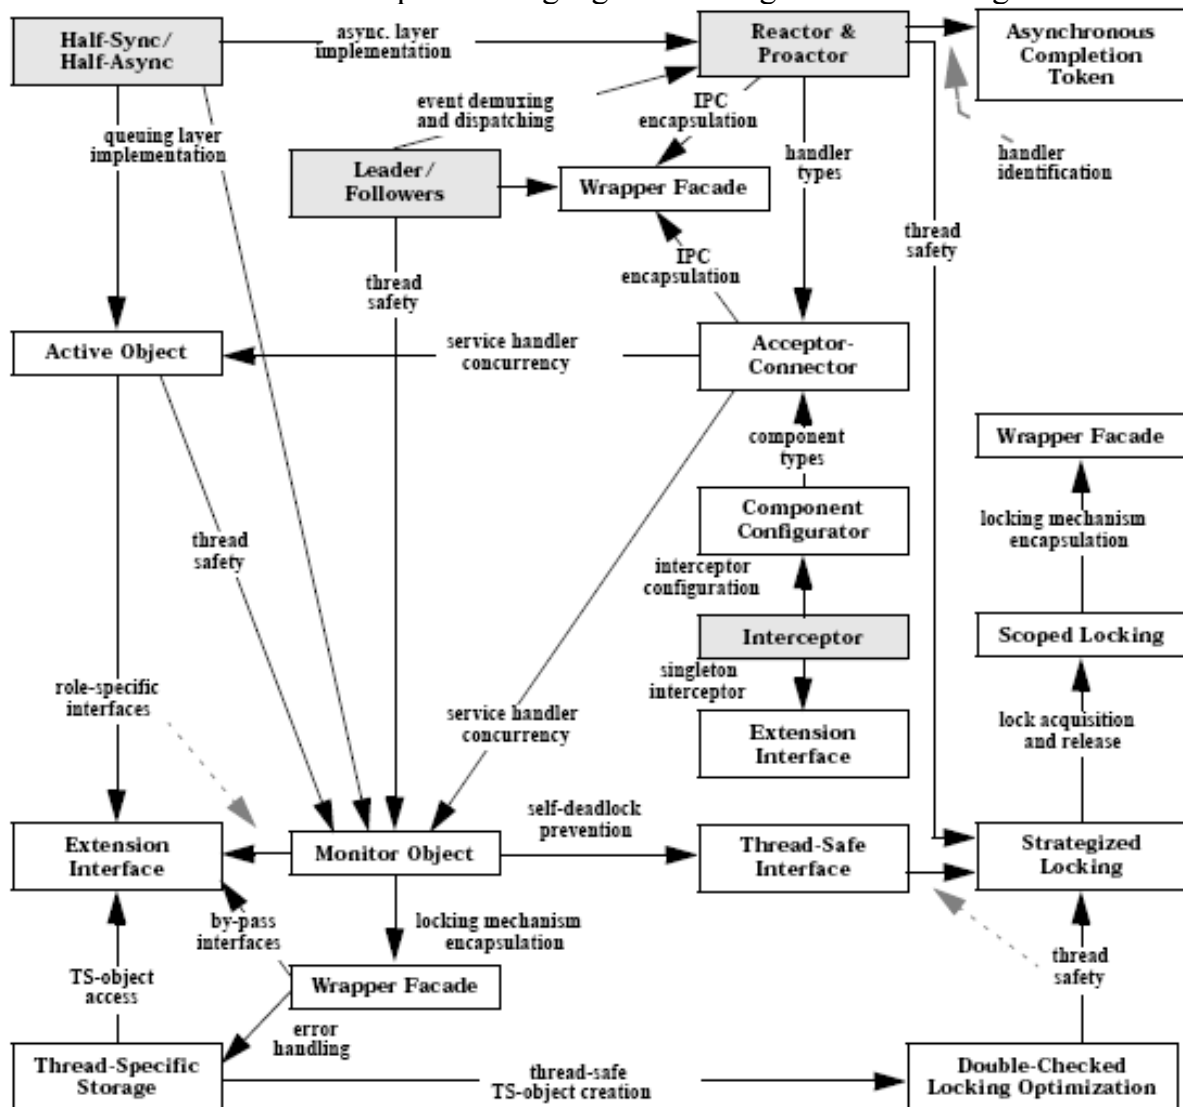 Half-Sync/
Half-Async
async. layer
implementation
Reactor &
Proactor
Asynchronous
Completion
Token
event demuxing
and dispatching
IPC
encapsulation
queuing layer
implementation
handler
types
handler
identification
Leader/
Followers
Wrapper Facade
thread
safety
IPC
encapsulation
thread
safety
Active Object
service handler
concurrency
Acceptor-
Connector
component
types
Wrapper Facade
Component
Configurator
locking mechanism
encapsulation
thread
safety
interceptor
configuration
Interceptor
Scoped Locking
singleton
interceptor
role-specific
interfaces
service handler
concurrency
Extension
Interface
lock acquisition
and release
self-deadlock
prevention
Extension
Interface
Monitor Object
Thread-Safe
Interface
Strategized
Locking
by-pass
interfaces
locking mechanism
encapsulation
TS-object
access
Wrapper Facade
thread
safety
error
handling
Thread-Specific
Storage
thread-safe
TS-object creation
Double-Checked
Locking Optimization